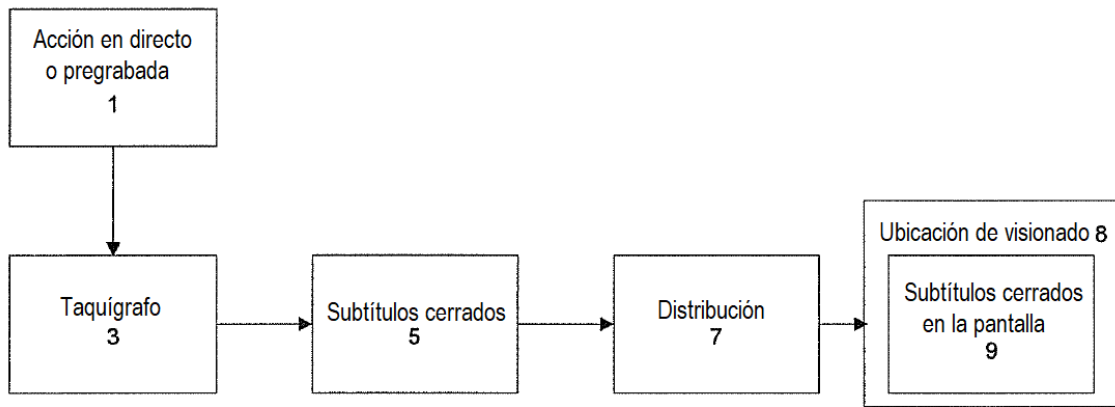 Acción en directo
o pregrabada
1
Taquígrafo
3
Subtítulos cerrados
5
Distribución
7
Ubicación de visionado 8
Subtítulos cerrados
en la pantalla
9